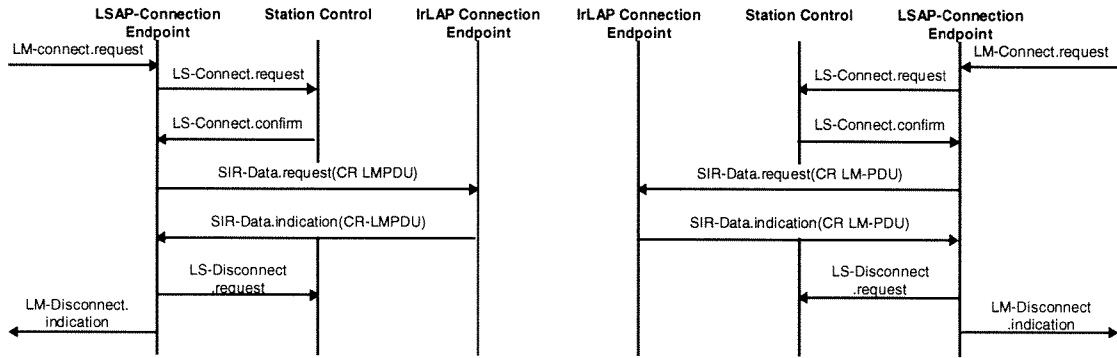 LSAP-Connection Endpoint
Station Control
IrLAP Connection Endpoint
IrLAP Connection Endpoint
Station Control
LSAP-Connection Endpoint
LM-connect.request
LM-Connect.request
LS-Connect.request
LS-Connect.request
LS-Connect.confirm
LS-Connect.confirm
SIR-Data.request(CR LMPDU)
SIR-Data.request(CR LM-PDU)
SIR-Data.indication(CR-LMPDU)
SIR-Data.indication(CR LM-PDU)
LS-Disconnect
.request
LS-Disconnect
.request
LM-Disconnect.
indication
LM-Disconnect
.indication